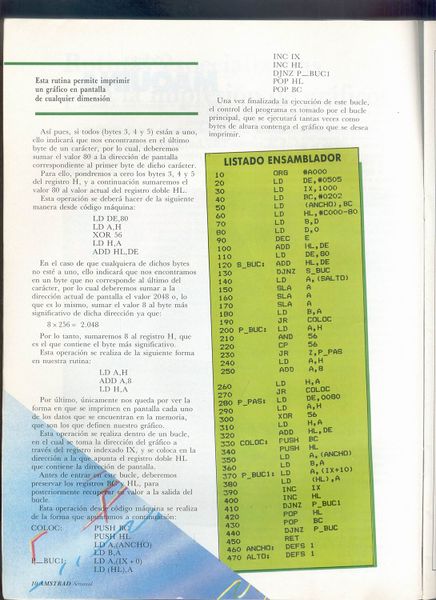 Esta rutina permite imprimir
un gráfico en pantalla
de cualquier dimensión
Así pues, si todos (bytes 3, 4 y 5) están a uno,
ello indicará que nos encontramos en el último
byte de un carácter, por lo cual, deberemos
sumar el valor 80 a la dirección de pantalla
correspondiente al primer byte de dicho carácter.
Para ello, pondremos a cero los bytes 3, 4 y 5
del registro H, y a continuación sumaremos el
valor 80 al valor actual del registro doble HL.
Esta operación se deberá hacer de la siguiente
manera desde código máquina:
LD DE,80
LD A,H
XOR 56
LD H,A
ADD HL,DE
En el caso de que cualquiera de dichos bytes
no esté a uno, ello indicará que nos encontramos
en un byte que no corresponde al último del
carácter, por lo cual deberemos sumar a la
dirección actual de pantalla el valor 2048 o, lo
que es lo mismo, sumar el valor 8 al byte más
significativo de dicha dirección ya que:
8 × 256 = 2.048
Por lo tanto, sumaremos 8 al registro H, que
es el que contiene el byte más significativo.
Esta operación se realiza de la siguiente forma
en nuestra rutina:
LD A,H
ADD A,8
LD H,A
Por último, únicamente nos queda por ver la
forma en que se imprimen en pantalla cada uno
de los datos que se encuentran en la memoria,
que son los que definen nuestro gráfico.
Esta operación se realiza dentro de un bucle,
en el cual se toma la dirección del gráfico a
través del registro indexado IX, y se coloca en la
dirección a la que apunta el registro doble HL
que contiene la dirección de pantalla.
Antes de entrar en este bucle, deberemos
preservar los registros BC y HL, para
posteriormente recuperar su valor a la salida del
bucle.
Esta operación desde código máquina se realiza
de la forma que apuntamos a continuación:
COLOC: PUSH BC
PUSH HL
LD A,(ANCHO)
LD B,A
P_BUC1: LD A,(IX + 0)
LD (HL),A
10 AMSTRAD Semanal
INC IX
INC HL
DJNZ P_BUC1
POP HL
POP BC
Una vez finalizada la ejecución de este bucle,
el control del programa es tomado por el bucle
principal, que se ejecutará tantas veces como
bytes de altura contenga el gráfico que se desea
imprimir.
LISTADO ENSAMBLADOR
10 ORG #A000
20 LD DE,#0505
30 LD IX,1000
40 LD BC,#0202
50 LD (ANCHO),BC
60 LD HL,#C000-80
70 LD B,D
80 LD D,0
90 DEC E
100 ADD HL,DE
110 LD DE,80
120 S_BUC: ADD HL,DE
130 DJNZ S_BUC
140 LD A,(SALTO)
150 SLA A
160 SLA A
170 SLA A
180 LD B,A
190 JR COLOC
200 P_BUC: LD A,H
210 AND 56
220 CP 56
230 JR Z,P_PAS
240 LD A,H
250 ADD A,8
260 LD H,A
270 JR COLOC
280 P_PAS: LD DE,0080
290 LD A,H
300 XOR 56
310 LD H,A
320 ADD HL,DE
330 COLOC: PUSH BC
340 PUSH HL
350 LD A,(ANCHO)
360 LD B,A
370 P_BUC1: LD A,(IX+10)
380 LD (HL),A
390 INC IX
400 INC HL
410 DJNZ P_BUC1
420 POP HL
430 POP BC
440 DJNZ P_BUC
450 RET
460 ANCHO: DEFS 1
470 ALTO: DEFS 1